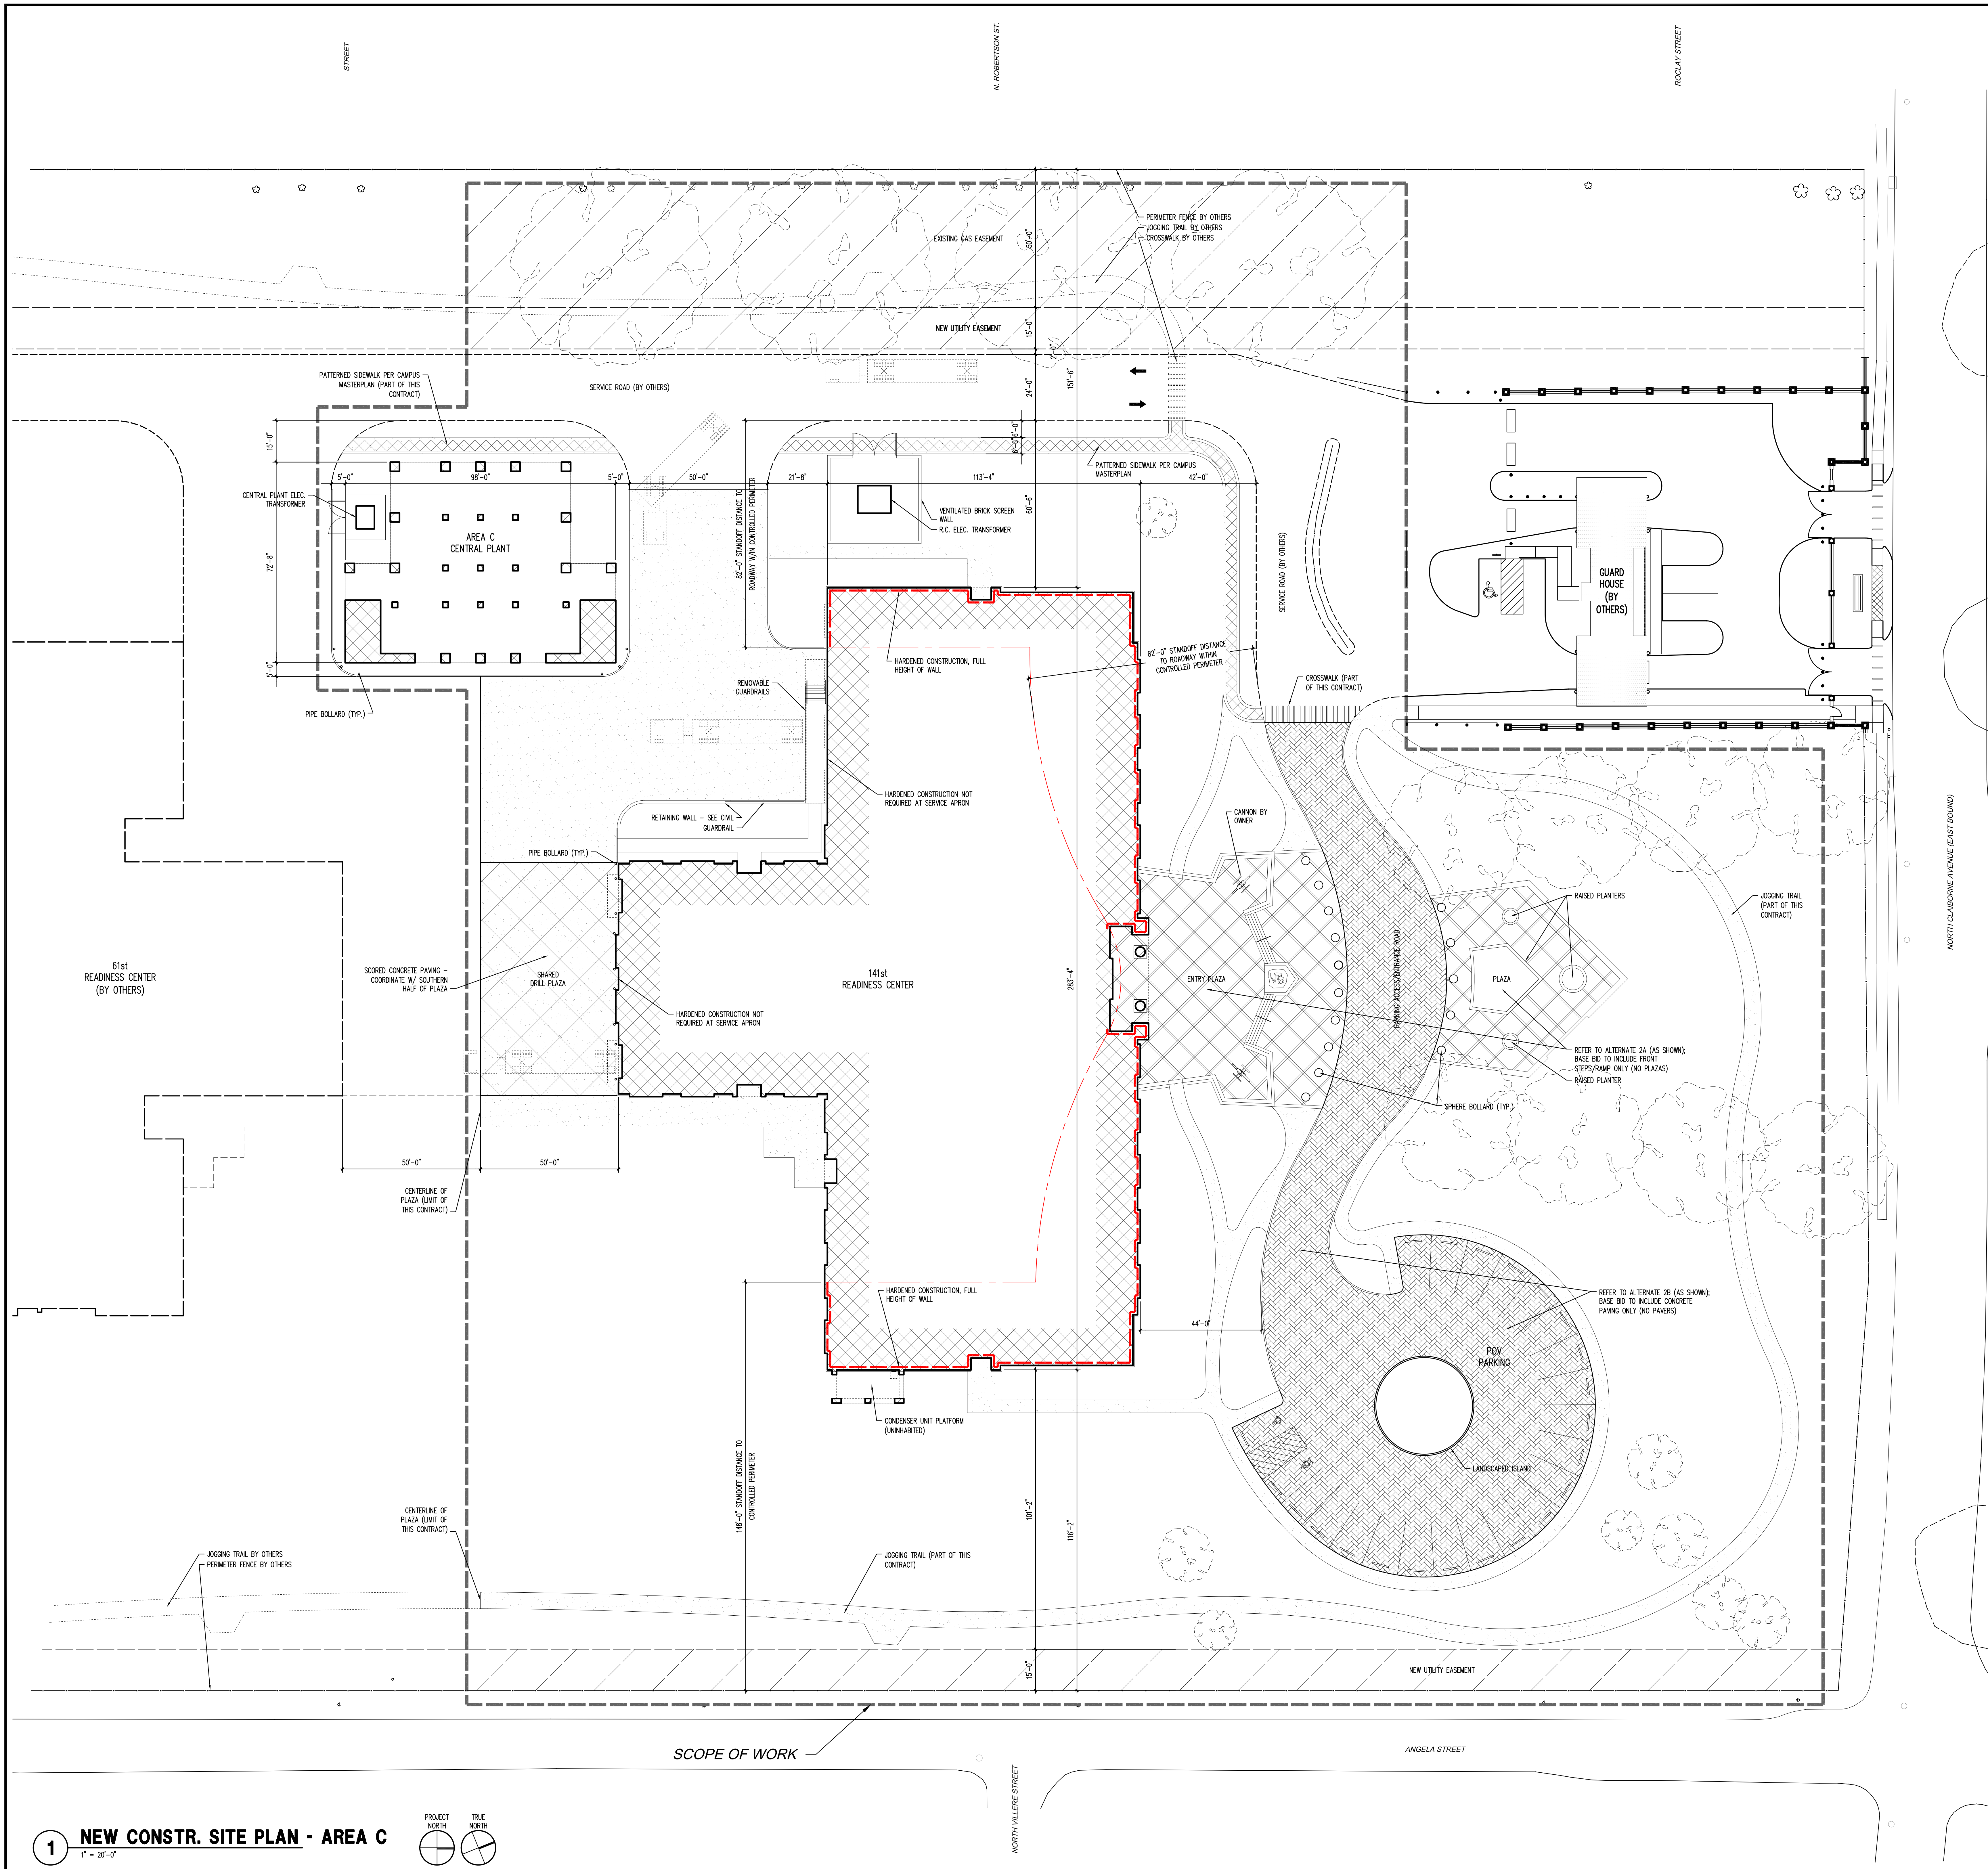 STREET
N. ROBERTSON ST.
ROCLAY STREET
PERIMETER FENCE BY OTHERS
JOGGING TRAIL BY OTHERS
CROSSWALK BY OTHERS
EXISTING GAS EASEMENT
50'-0"
NEW UTILITY EASEMENT
15'-0"
2'-0"
24'-0"
151'-6"
SERVICE ROAD (BY OTHERS)
PATTERNED SIDEWALK PER CAMPUS
MASTERPLAN (PART OF THIS
CONTRACT)
15'-0"
6'-0"
6'-0"
PATTERNED SIDEWALK PER CAMPUS
MASTERPLAN
5'-0"
98'-0"
5'-0"
50'-0"
21'-8"
113'-4"
42'-0"
CENTRAL PLANT ELEC.
TRANSFORMER
AREA C
CENTRAL PLANT
72'-8"
5'-0"
82'-0" STANDOFF DISTANCE TO
ROADWAY W/IN CONTROLLED PERIMETER
VENTILATED BRICK SCREEN
WALL
R.C. ELEC. TRANSFORMER
60'-6"
SERVICE ROAD (BY OTHERS)
GUARD
HOUSE
(BY
OTHERS)
HARDENED CONSTRUCTION, FULL
HEIGHT OF WALL
82'-0" STANDOFF DISTANCE
TO ROADWAY WITHIN
CONTROLLED PERIMETER
CROSSWALK (PART
OF THIS CONTRACT)
REMOVABLE
GUARDRAILS
PIPE BOLLARD (TYP.)
HARDENED CONSTRUCTION NOT
REQUIRED AT SERVICE APRON
RETAINING WALL - SEE CIVIL
GUARDRAIL
CANNON BY
OWNER
PIPE BOLLARD (TYP.)
RAISED PLANTERS
JOGGING TRAIL
(PART OF THIS
CONTRACT)
NORTH CLAIBORNE AVENUE (EAST BOUND)
61st
READINESS CENTER
(BY OTHERS)
SCORED CONCRETE PAVING -
COORDINATE W/ SOUTHERN
HALF OF PLAZA
SHARED
DRILL PLAZA
141st
READINESS CENTER
283'-4"
ENTRY PLAZA
PARKING ACCESS/ENTRANCE ROAD
PLAZA
HARDENED CONSTRUCTION NOT
REQUIRED AT SERVICE APRON
REFER TO ALTERNATE 2A (AS SHOWN);
BASE BID TO INCLUDE FRONT
STEPS/RAMP ONLY (NO PLAZAS)
RAISED PLANTER
SPHERE BOLLARD (TYP.)
50'-0"
50'-0"
CENTERLINE OF
PLAZA (LIMIT OF
THIS CONTRACT)
HARDENED CONSTRUCTION, FULL
HEIGHT OF WALL
44'-0"
REFER TO ALTERNATE 2B (AS SHOWN);
BASE BID TO INCLUDE CONCRETE
PAVING ONLY (NO PAVERS)
POV
PARKING
CONDENSER UNIT PLATFORM
(UNINHABITED)
LANDSCAPED ISLAND
148'-0" STANDOFF DISTANCE TO
CONTROLLED PERIMETER
101'-2"
116'-2"
CENTERLINE OF
PLAZA (LIMIT OF
THIS CONTRACT)
JOGGING TRAIL BY OTHERS
PERIMETER FENCE BY OTHERS
JOGGING TRAIL (PART OF THIS
CONTRACT)
15'-0"
NEW UTILITY EASEMENT
SCOPE OF WORK
ANGELA STREET
NORTH VILLERE STREET
1
NEW CONSTR. SITE PLAN - AREA C
1" = 20'-0"
PROJECT
NORTH
TRUE
NORTH